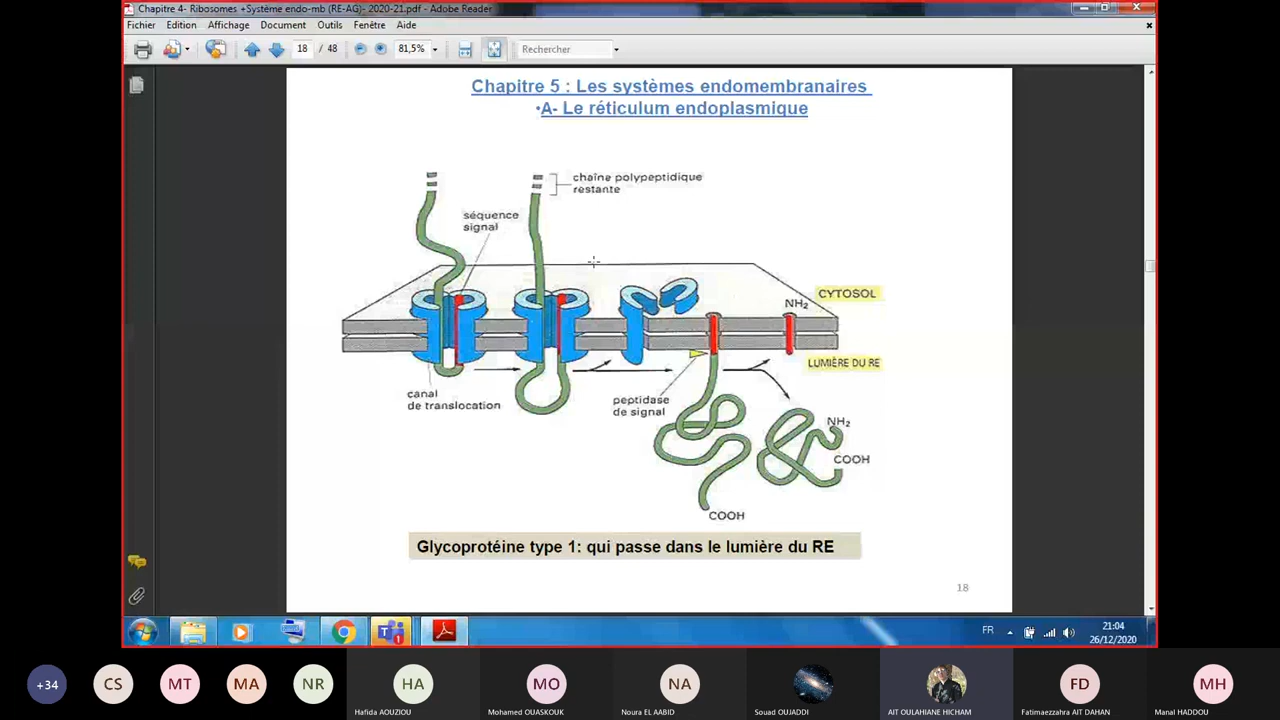 Chapitre 4- Ribosomes +Système endo-mb (RE-AG)- 2020-21.pdf - Adobe Reader
Fichier Edition Affichage Document Outils Fenêtre Aide
18 / 48 81,5% Rechercher
Chapitre 5 : Les systèmes endomembranaires
•A- Le réticulum endoplasmique
chaîne polypeptidique
restante
séquence
signal
CYTOSOL
NH2
LUMIÈRE DU RE
canal
de translocation
peptidase
de signal
NH2
COOH
COOH
Glycoprotéine type 1: qui passe dans le lumière du RE
18
FR
21:04
26/12/2020
+34 CS MT MA NR HA MO NA FD MH
Hafida AOUZIOU Mohamed OUASKOUK Noura EL AABID Souad OUJADDI AIT OULAHIANE HICHAM Fatimaezzahra AIT DAHAN Manal HADDOU